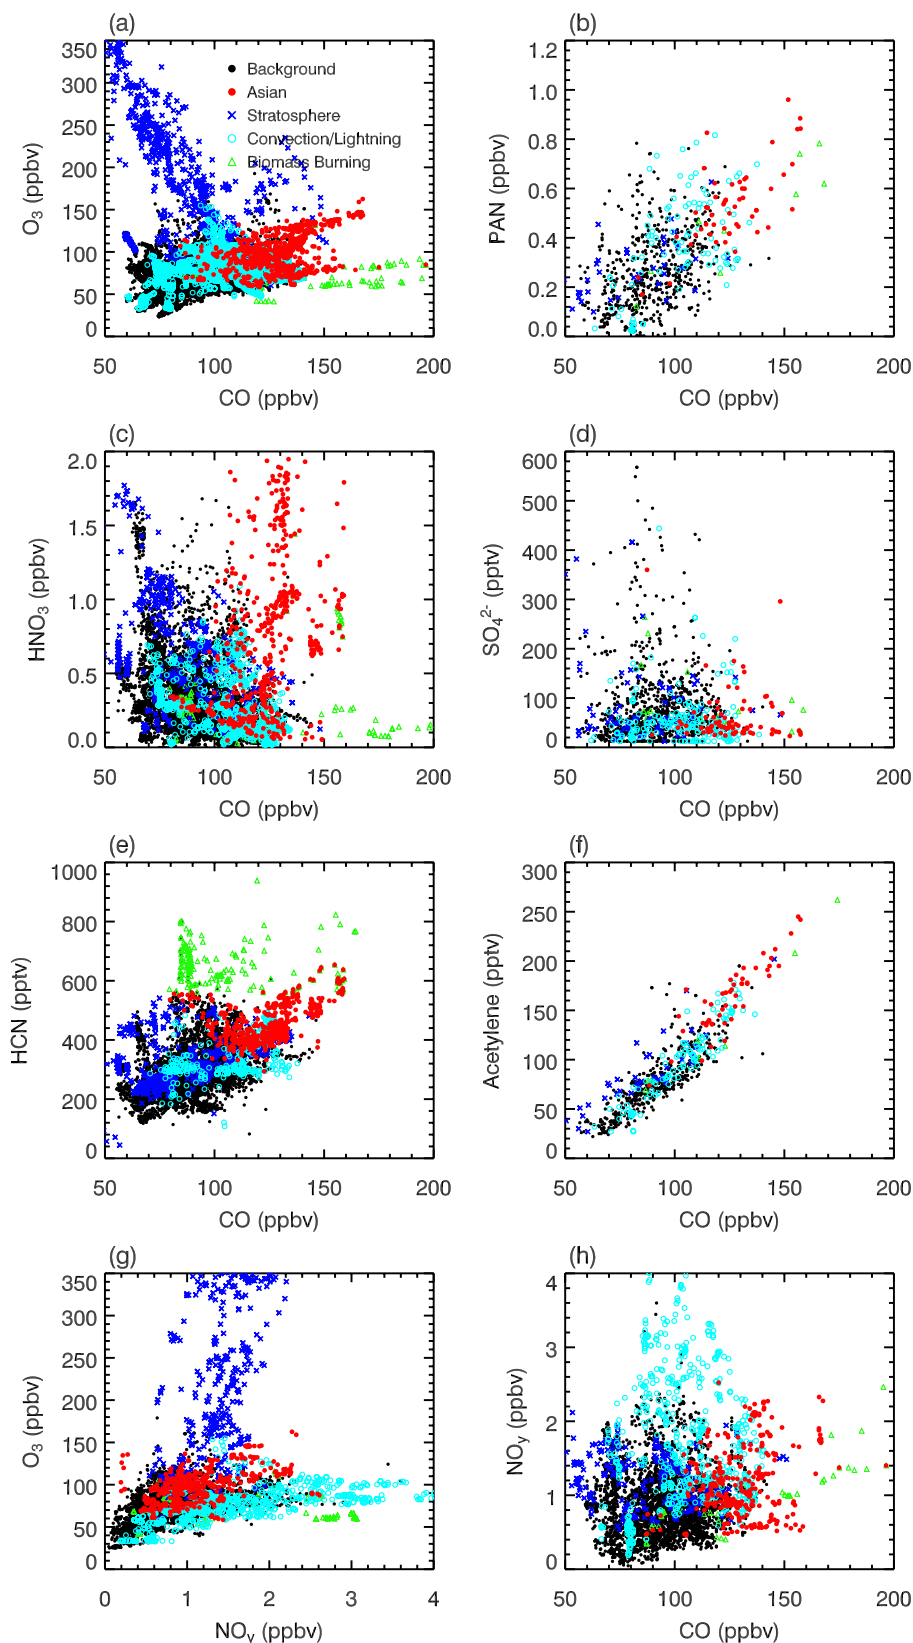 (a)
350
300
250
200
150
100
50
0
O3 (ppbv)
Background
Asian
Stratosphere
Convection/Lightning
Biomass Burning
50 100 150 200
CO (ppbv)
(b)
1.2
1.0
0.8
0.6
0.4
0.2
0.0
PAN (ppbv)
50 100 150 200
CO (ppbv)
(c)
2.0
1.5
1.0
0.5
0.0
HNO3 (ppbv)
50 100 150 200
CO (ppbv)
(d)
600
500
400
300
200
100
0
SO4 2- (pptv)
50 100 150 200
CO (ppbv)
(e)
1000
800
600
400
200
0
HCN (pptv)
50 100 150 200
CO (ppbv)
(f)
300
250
200
150
100
50
0
Acetylene (pptv)
50 100 150 200
CO (ppbv)
(g)
350
300
250
200
150
100
50
0
O3 (ppbv)
0 1 2 3 4
NOy (ppbv)
(h)
4
3
2
1
0
NOy (ppbv)
50 100 150 200
CO (ppbv)